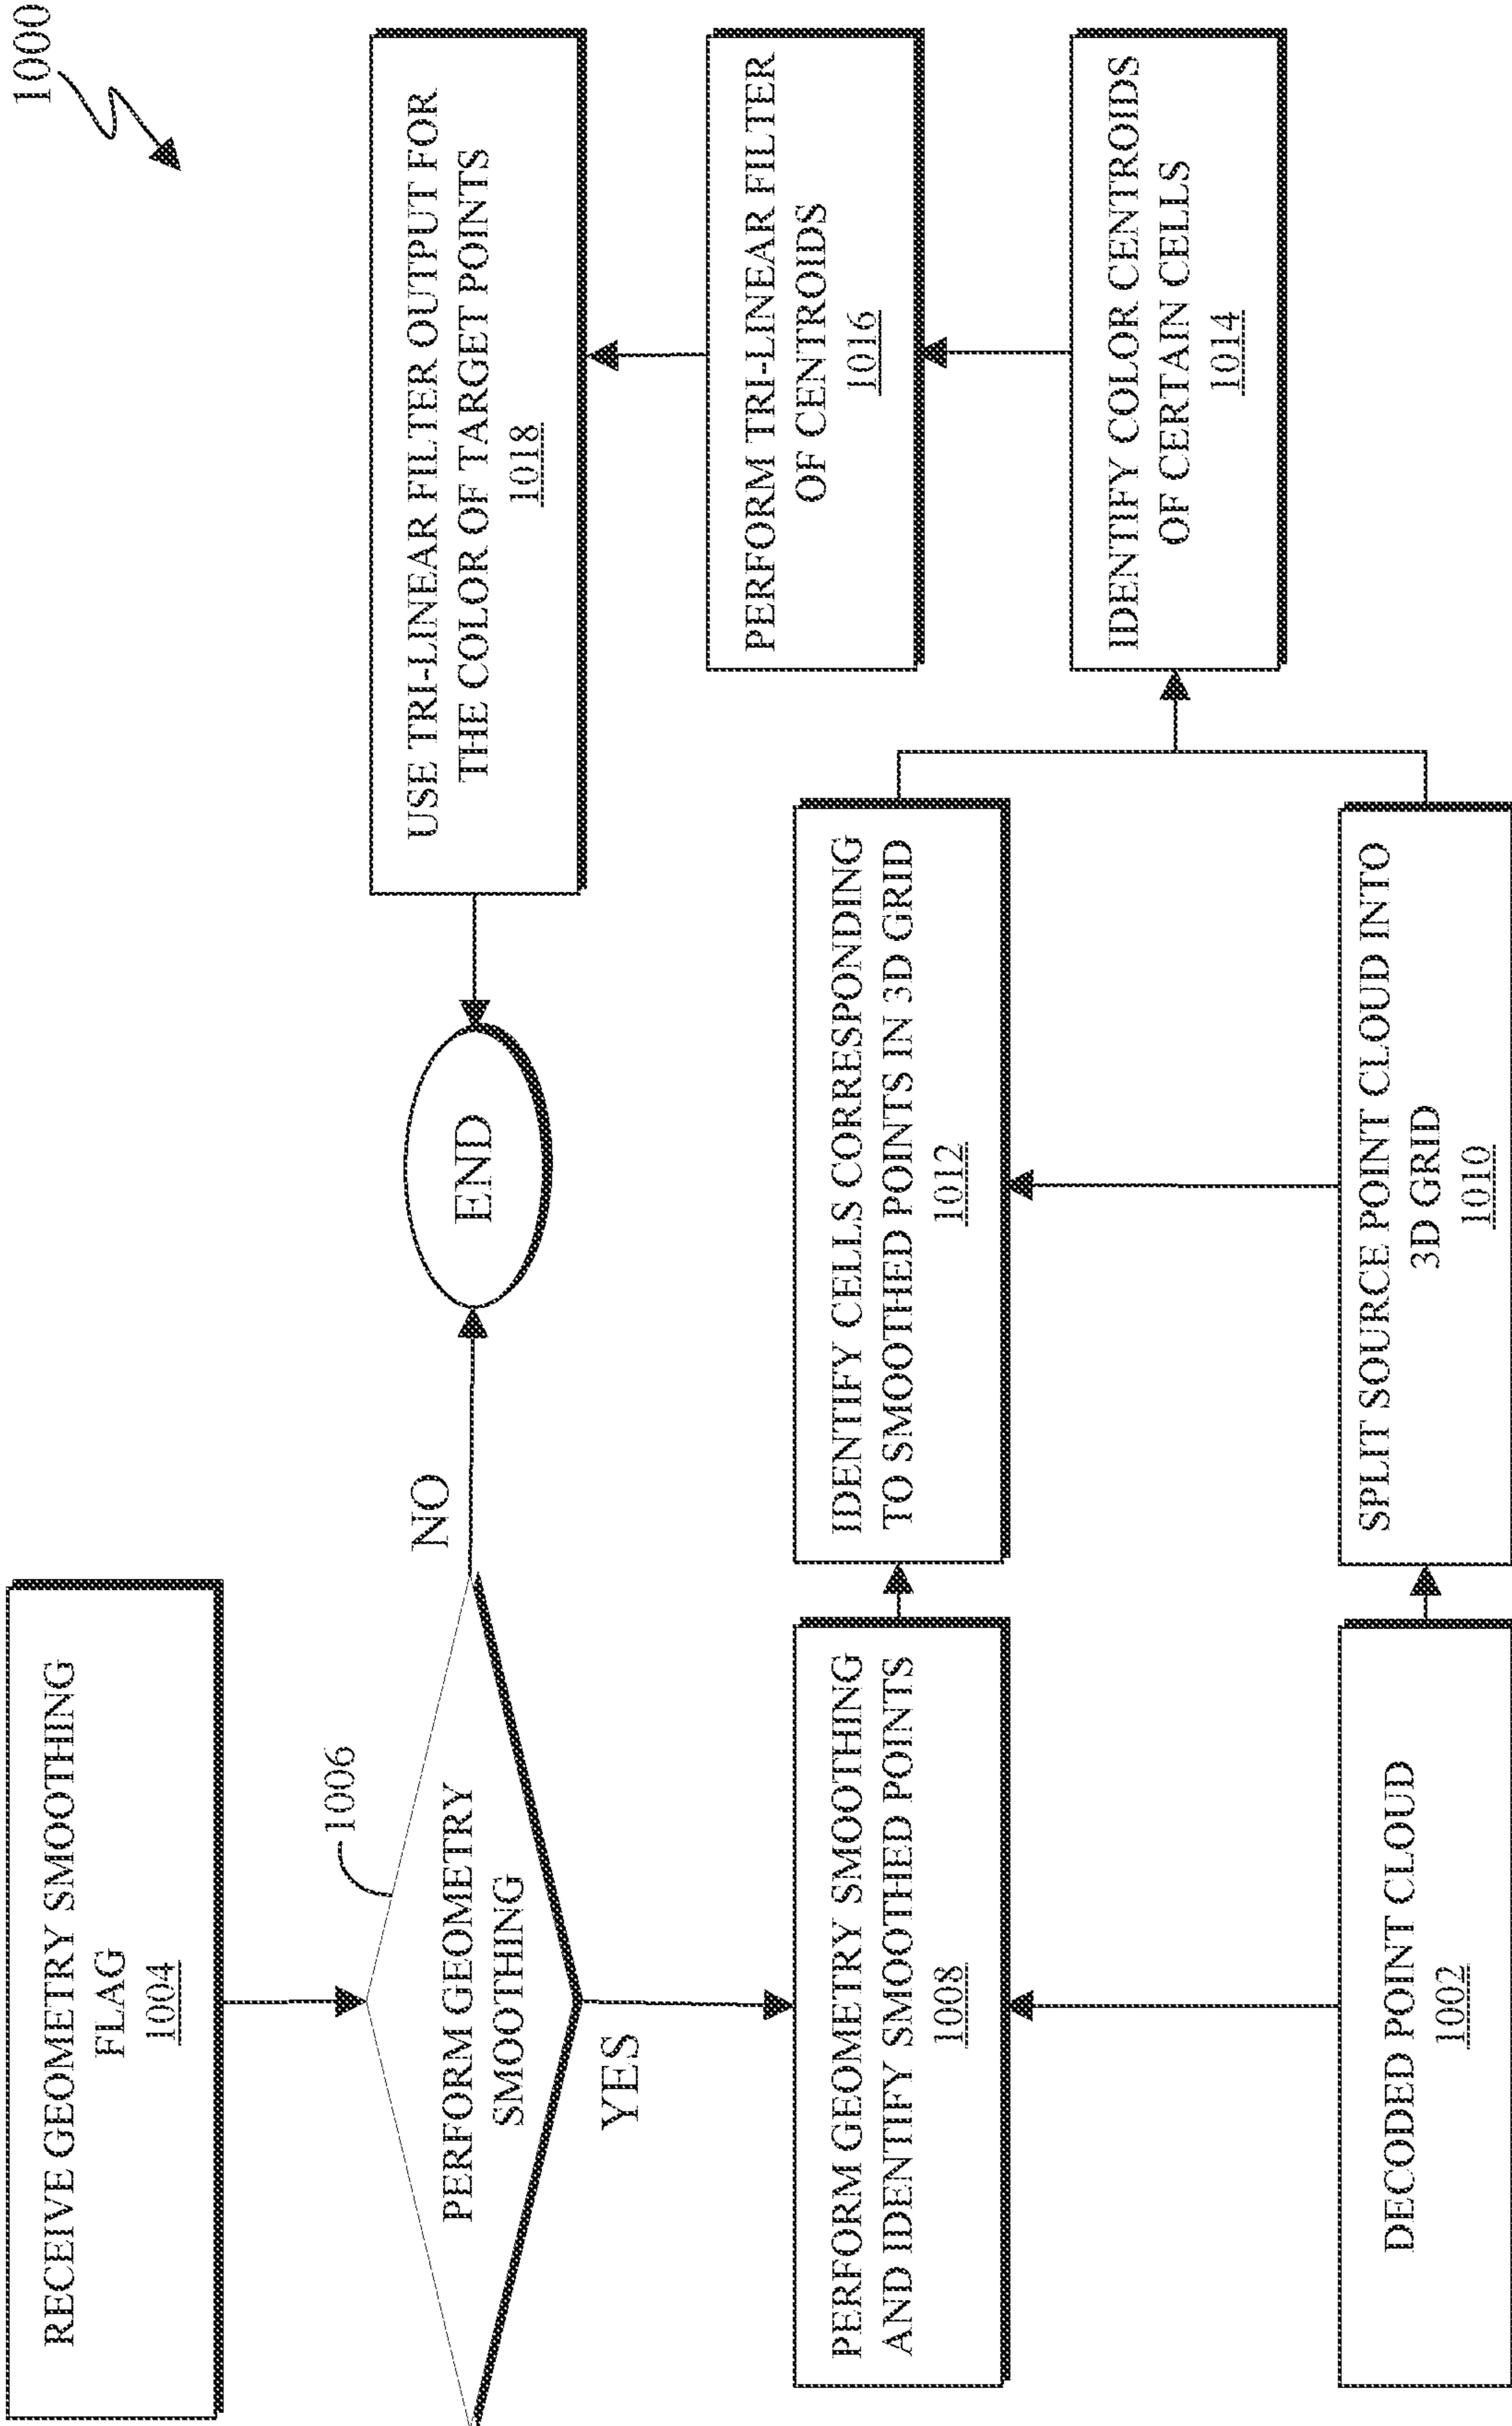 1000
RECEIVE GEOMETRY SMOOTHING
FLAG
1004
1006
PERFORM GEOMETRY
SMOOTHING
NO
END
YES
USE TRI-LINEAR FILTER OUTPUT FOR
THE COLOR OF TARGET POINTS
1018
PERFORM GEOMETRY SMOOTHING
AND IDENTIFY SMOOTHED POINTS
1008
IDENTIFY CELLS CORRESPONDING
TO SMOOTHED POINTS IN 3D GRID
1012
PERFORM TRI-LINEAR FILTER
OF CENTROIDS
1016
DECODED POINT CLOUD
1002
SPLIT SOURCE POINT CLOUD INTO
3D GRID
1010
IDENTIFY COLOR CENTROIDS
OF CERTAIN CELLS
1014